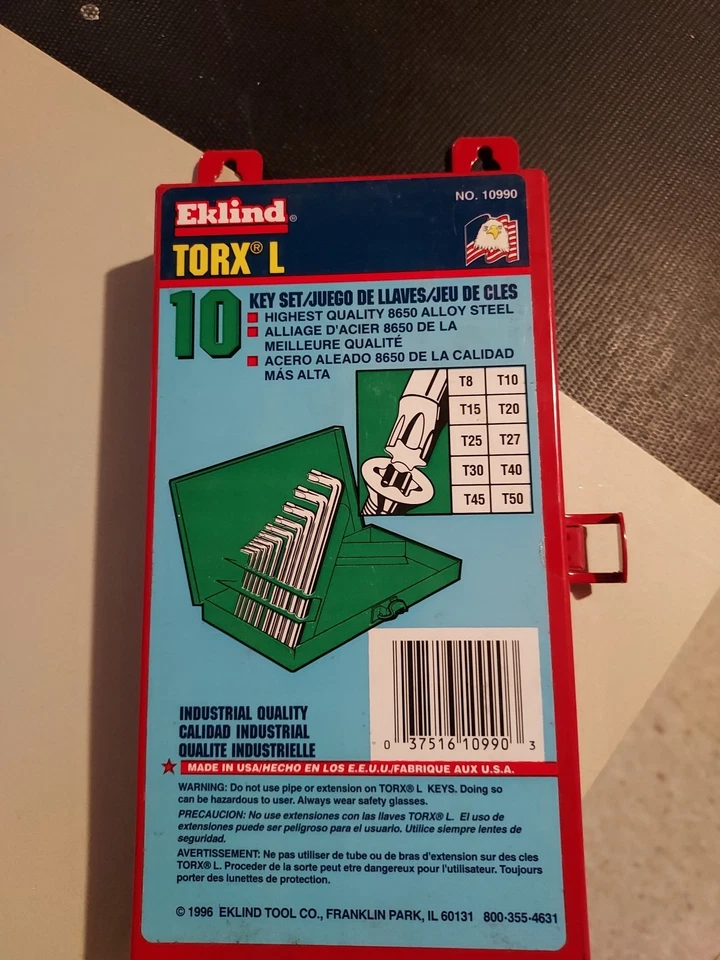 Eklind®
NO. 10990
TORX® L
10
KEY SET/JUEGO DE LLAVES/JEU DE CLES
HIGHEST QUALITY 8650 ALLOY STEEL
ALLIAGE D'ACIER 8650 DE LA
MEILLEURE QUALITÉ
ACERO ALEADO 8650 DE LA CALIDAD
MÁS ALTA
T8 T10
T15 T20
T25 T27
T30 T40
T45 T50
INDUSTRIAL QUALITY
CALIDAD INDUSTRIAL
QUALITE INDUSTRIELLE
0 37516 10990 3
MADE IN USA/HECHO EN LOS E.E.U.U./FABRIQUE AUX U.S.A.
WARNING: Do not use pipe or extension on TORX® L KEYS. Doing so
can be hazardous to user. Always wear safety glasses.
PRECAUCION: No use extensiones con las llaves TORX® L. El uso de
extensiones puede ser peligroso para el usuario. Utilice siempre lentes de
seguridad.
AVERTISSEMENT: Ne pas utiliser de tube ou de bras d'extension sur des cles
TORX® L. Proceder de la sorte peut etre dangereux pour l'utilisateur. Toujours
porter des lunettes de protection.
© 1996 EKLIND TOOL CO., FRANKLIN PARK, IL 60131 800-355-4631